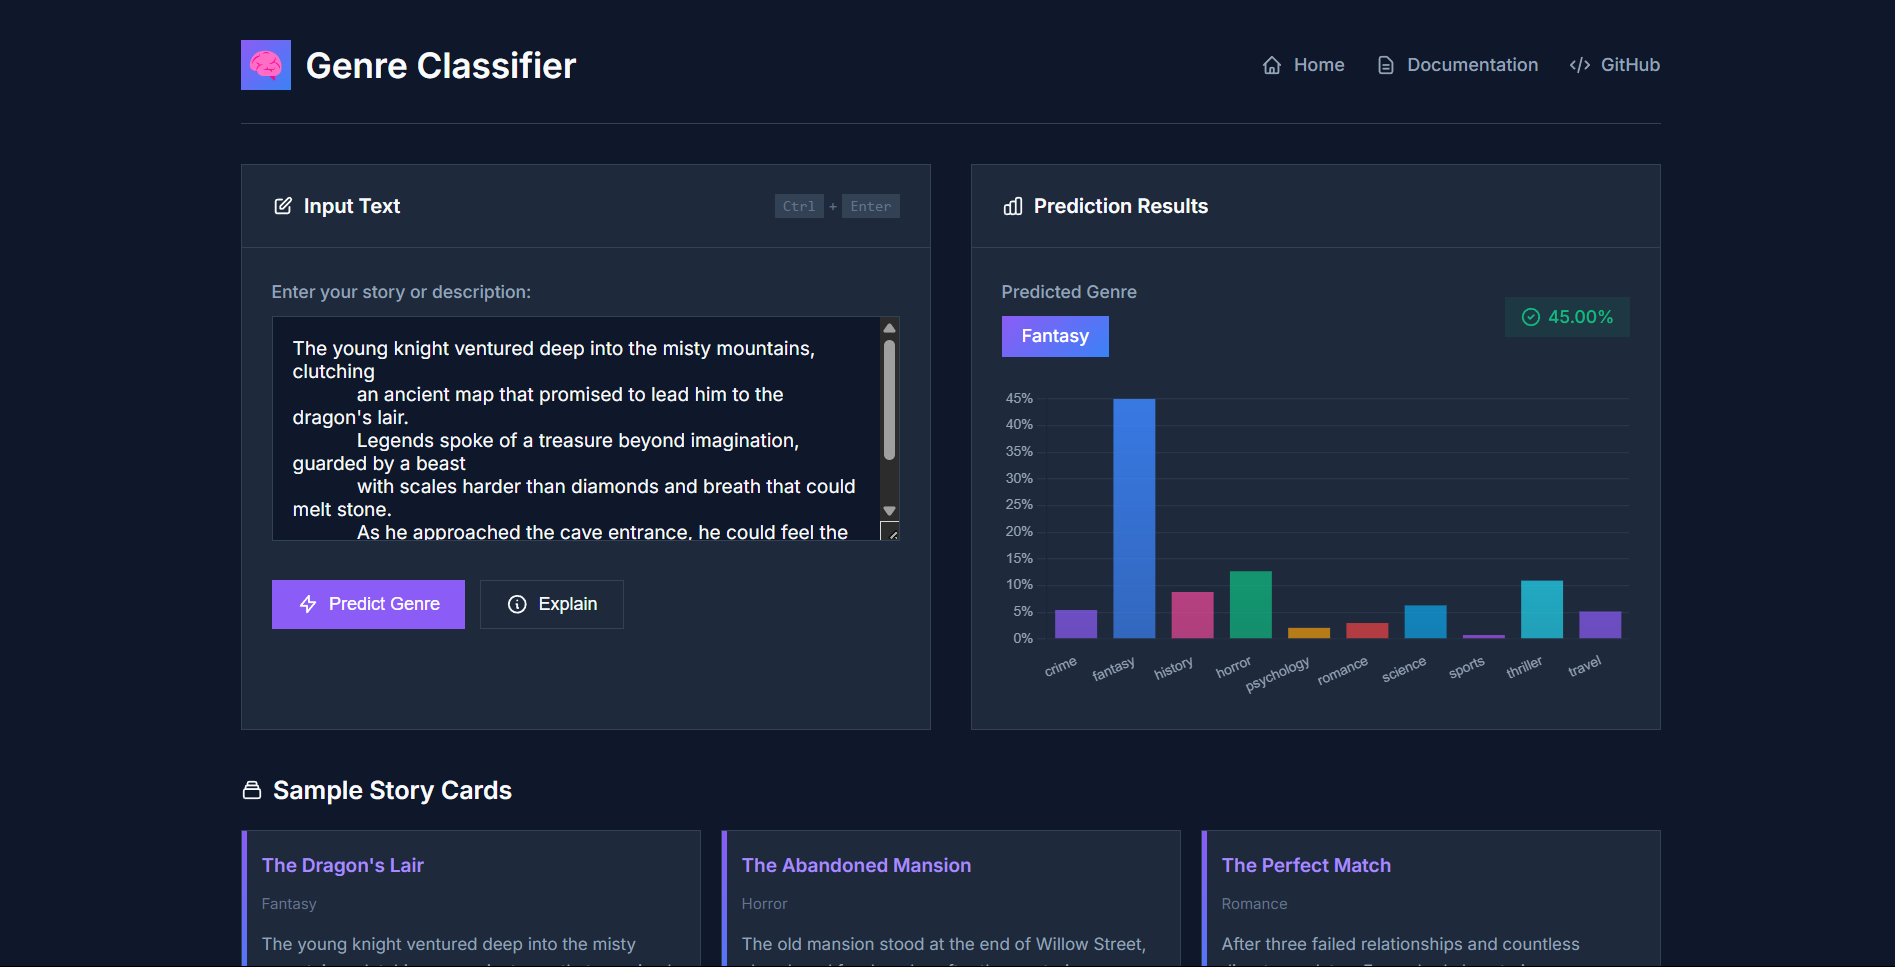 Genre Classifier
Home
Documentation
GitHub
Input Text
Ctrl + Enter
Enter your story or description:
The young knight ventured deep into the misty mountains,
clutching
an ancient map that promised to lead him to the
dragon's lair.
Legends spoke of a treasure beyond imagination,
guarded by a beast
with scales harder than diamonds and breath that could
melt stone.
As he approached the cave entrance, he could feel the
Predict Genre
Explain
Prediction Results
Predicted Genre
Fantasy
45.00%
45%
40%
35%
30%
25%
20%
15%
10%
5%
0%
crime
fantasy
history
horror
psychology
romance
science
sports
thriller
travel
Sample Story Cards
The Dragon's Lair
Fantasy
The young knight ventured deep into the misty
The Abandoned Mansion
Horror
The old mansion stood at the end of Willow Street,
The Perfect Match
Romance
After three failed relationships and countless